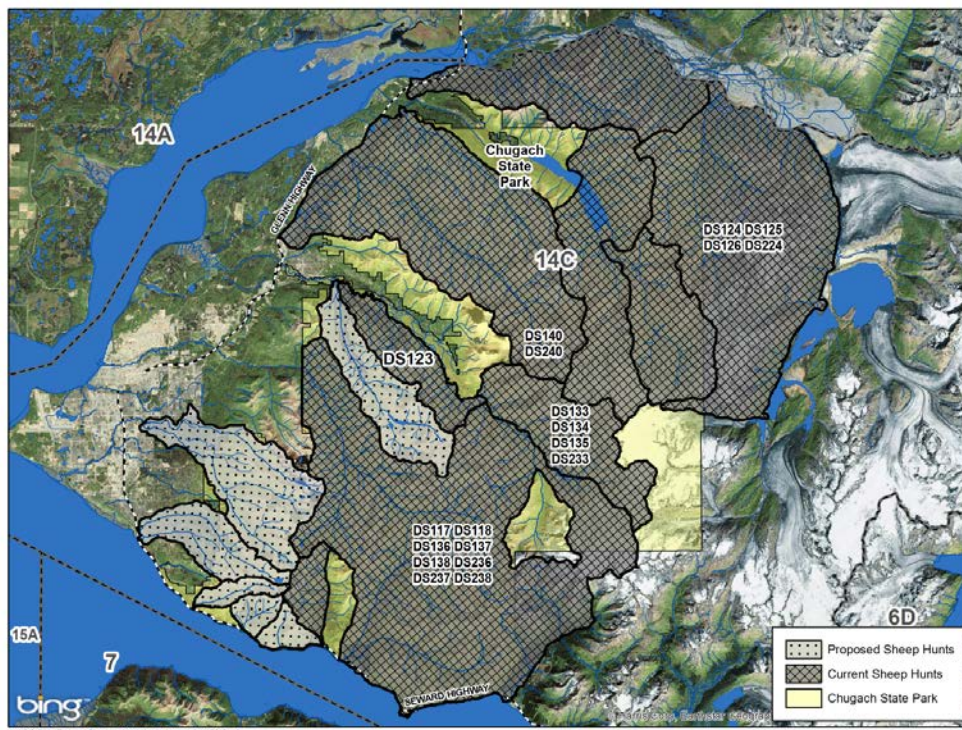 14A
GLENN HIGHWAY
Chugach
State
Park
DS124 DS125
DS126 DS224
14C
DS140
DS240
DS123
DS133
DS134
DS135
DS233
DS117 DS118
DS136 DS137
DS138 DS236
DS237 DS238
15A
7
6D
SEWARD HIGHWAY
Proposed Sheep Hunts
Current Sheep Hunts
Chugach State Park
bing
Earthstar Geograp